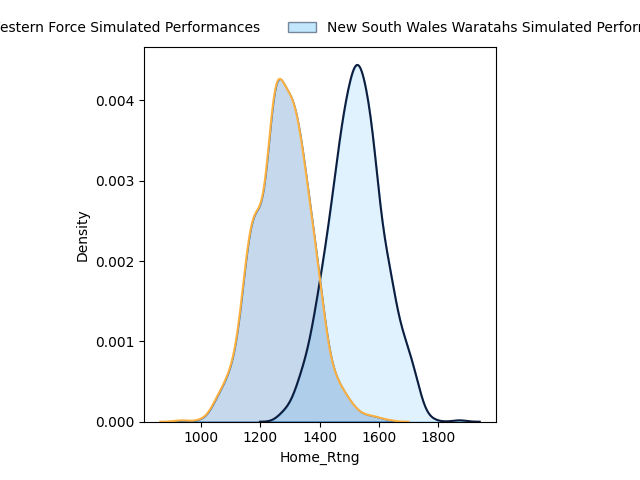 estern Force Simulated Performances New South Wales Waratahs Simulated Perfor
0.004
0.003
0.002
0.001
0.000
Density
1000 1200 1400 1600 1800
Home_Rtng